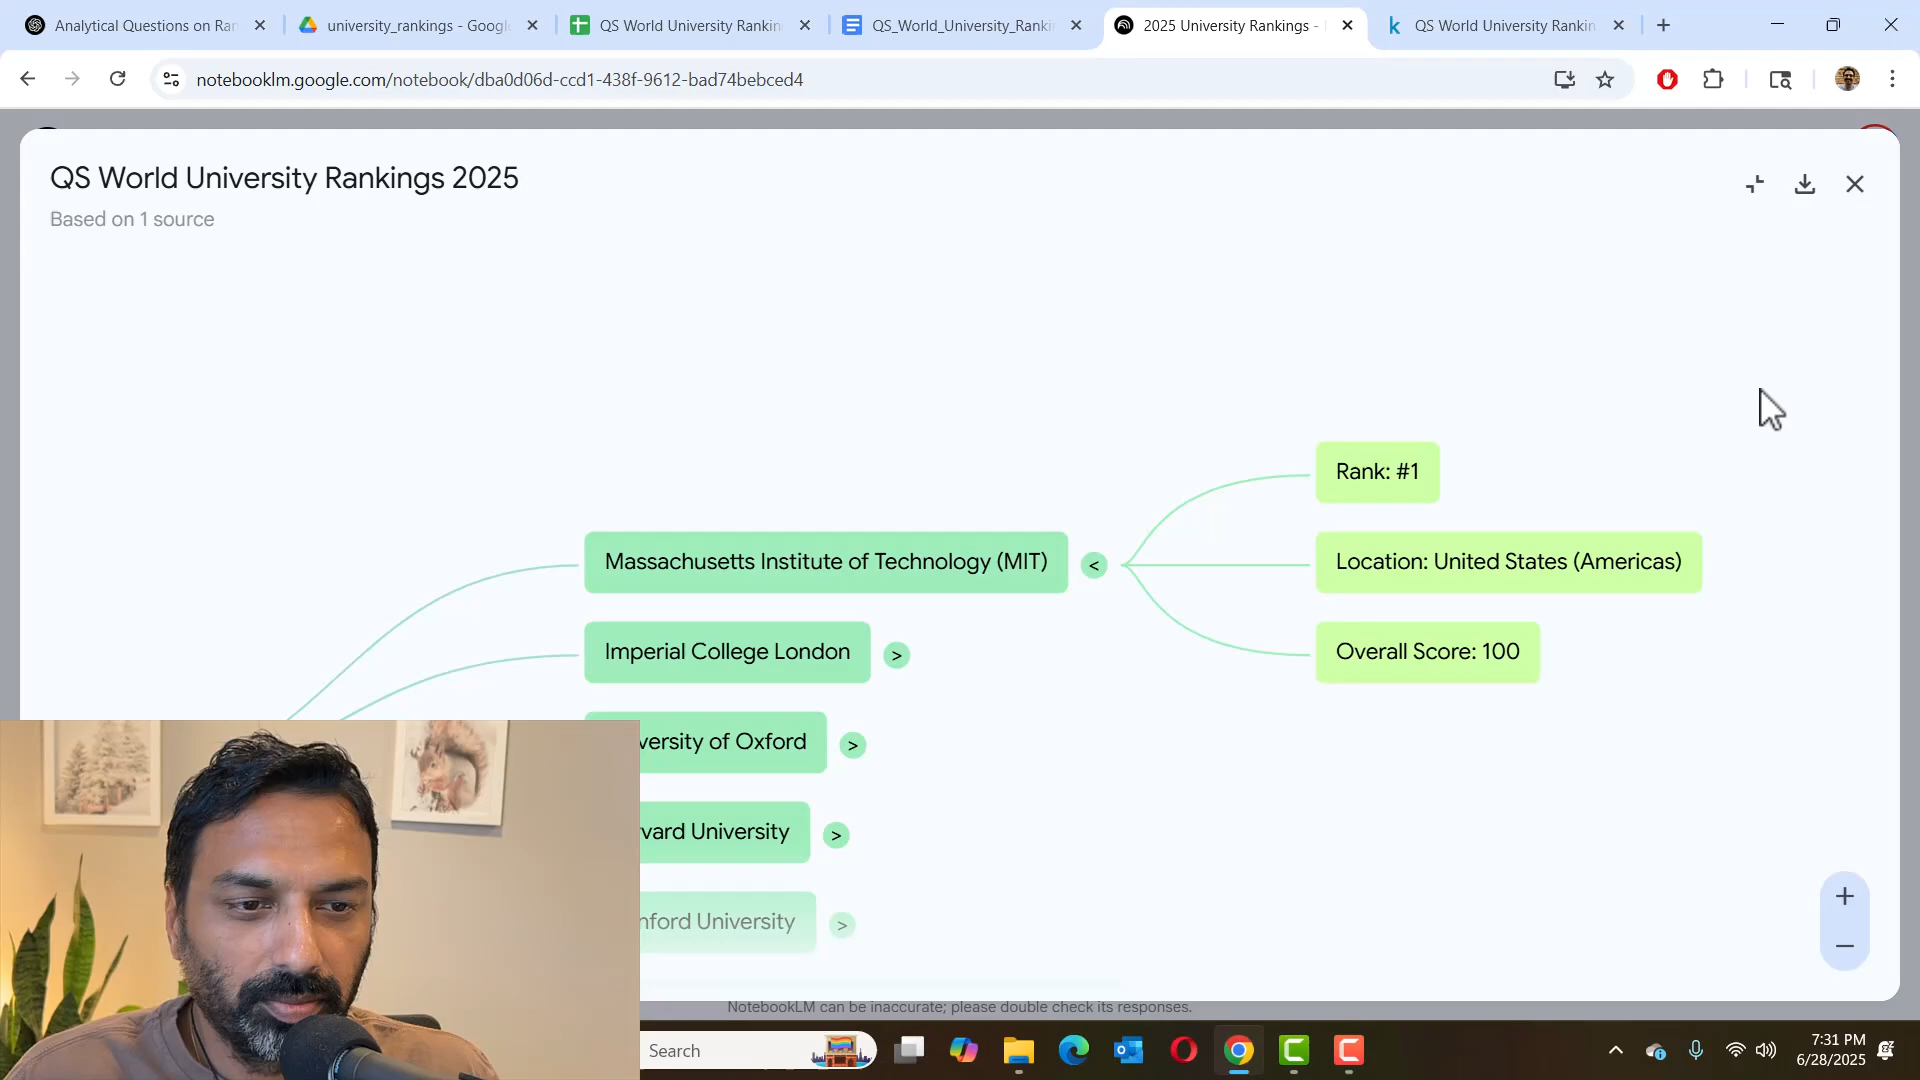 Analytical Questions on Ran
university_rankings - Google
QS World University Rankin
QS_World_University_Rankin
2025 University Rankings -
QS World University Rankin
notebooklm.google.com/notebook/dba0d06d-ccd1-438f-9612-bad74bebced4
QS World University Rankings 2025
Based on 1 source
Rank: #1
Massachusetts Institute of Technology (MIT) <
Location: United States (Americas)
Imperial College London >
Overall Score: 100
versity of Oxford >
vard University >
nford University >
NotebookLM can be inaccurate; please double check its responses.
Search
7:31 PM
6/28/2025